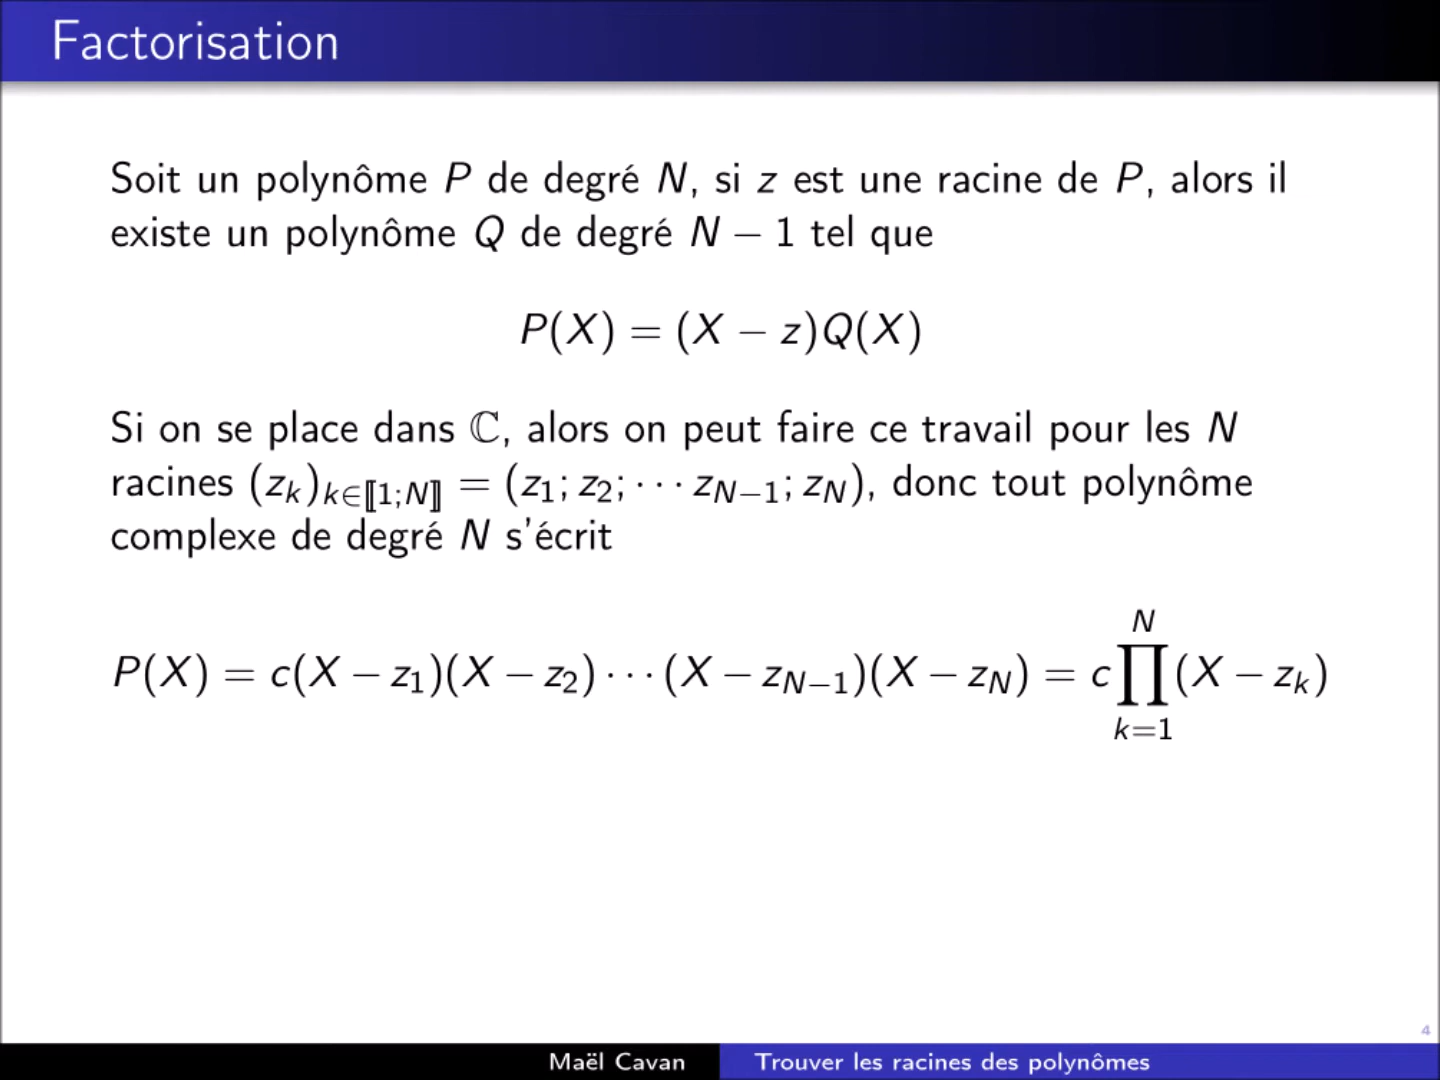 Factorisation
Soit un polynôme P de degré N, si z est une racine de P, alors il
existe un polynôme Q de degré N − 1 tel que
P(X) = (X − z)Q(X)
Si on se place dans ℂ, alors on peut faire ce travail pour les N
racines (z_k)_{k∈⟦1;N⟧} = (z_1; z_2; ⋯ z_{N−1}; z_N), donc tout polynôme
complexe de degré N s'écrit
P(X) = c(X − z_1)(X − z_2) ⋯ (X − z_{N−1})(X − z_N) = c ∏_{k=1}^{N} (X − z_k)
4
Maël Cavan Trouver les racines des polynômes